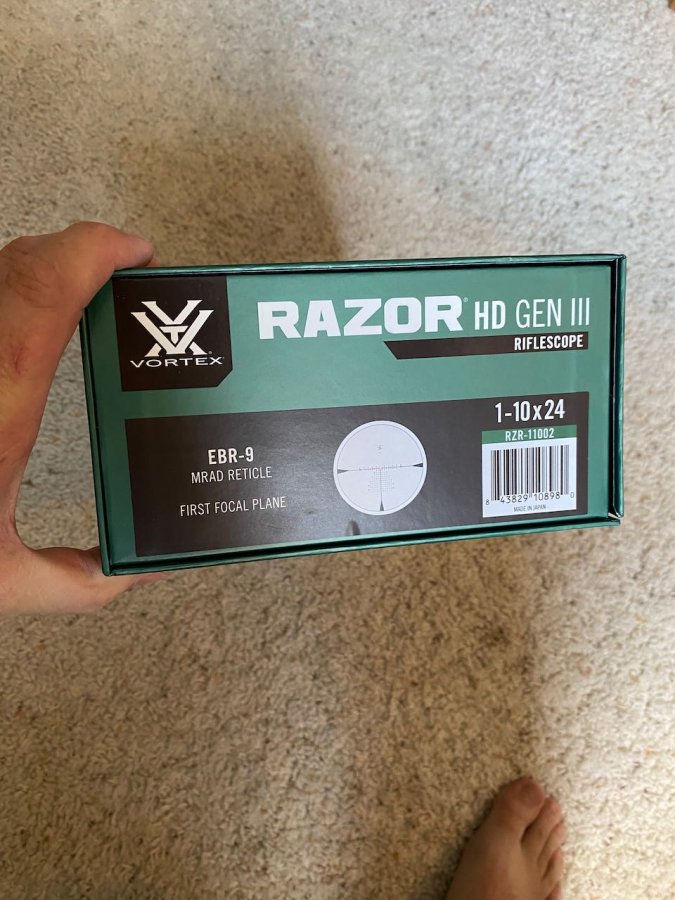 VORTEX
RAZOR® HD GEN III
RIFLESCOPE
EBR-9
MRAD RETICLE
FIRST FOCAL PLANE
1-10x24
RZR-11002
8 43829 10898 0
MADE IN JAPAN